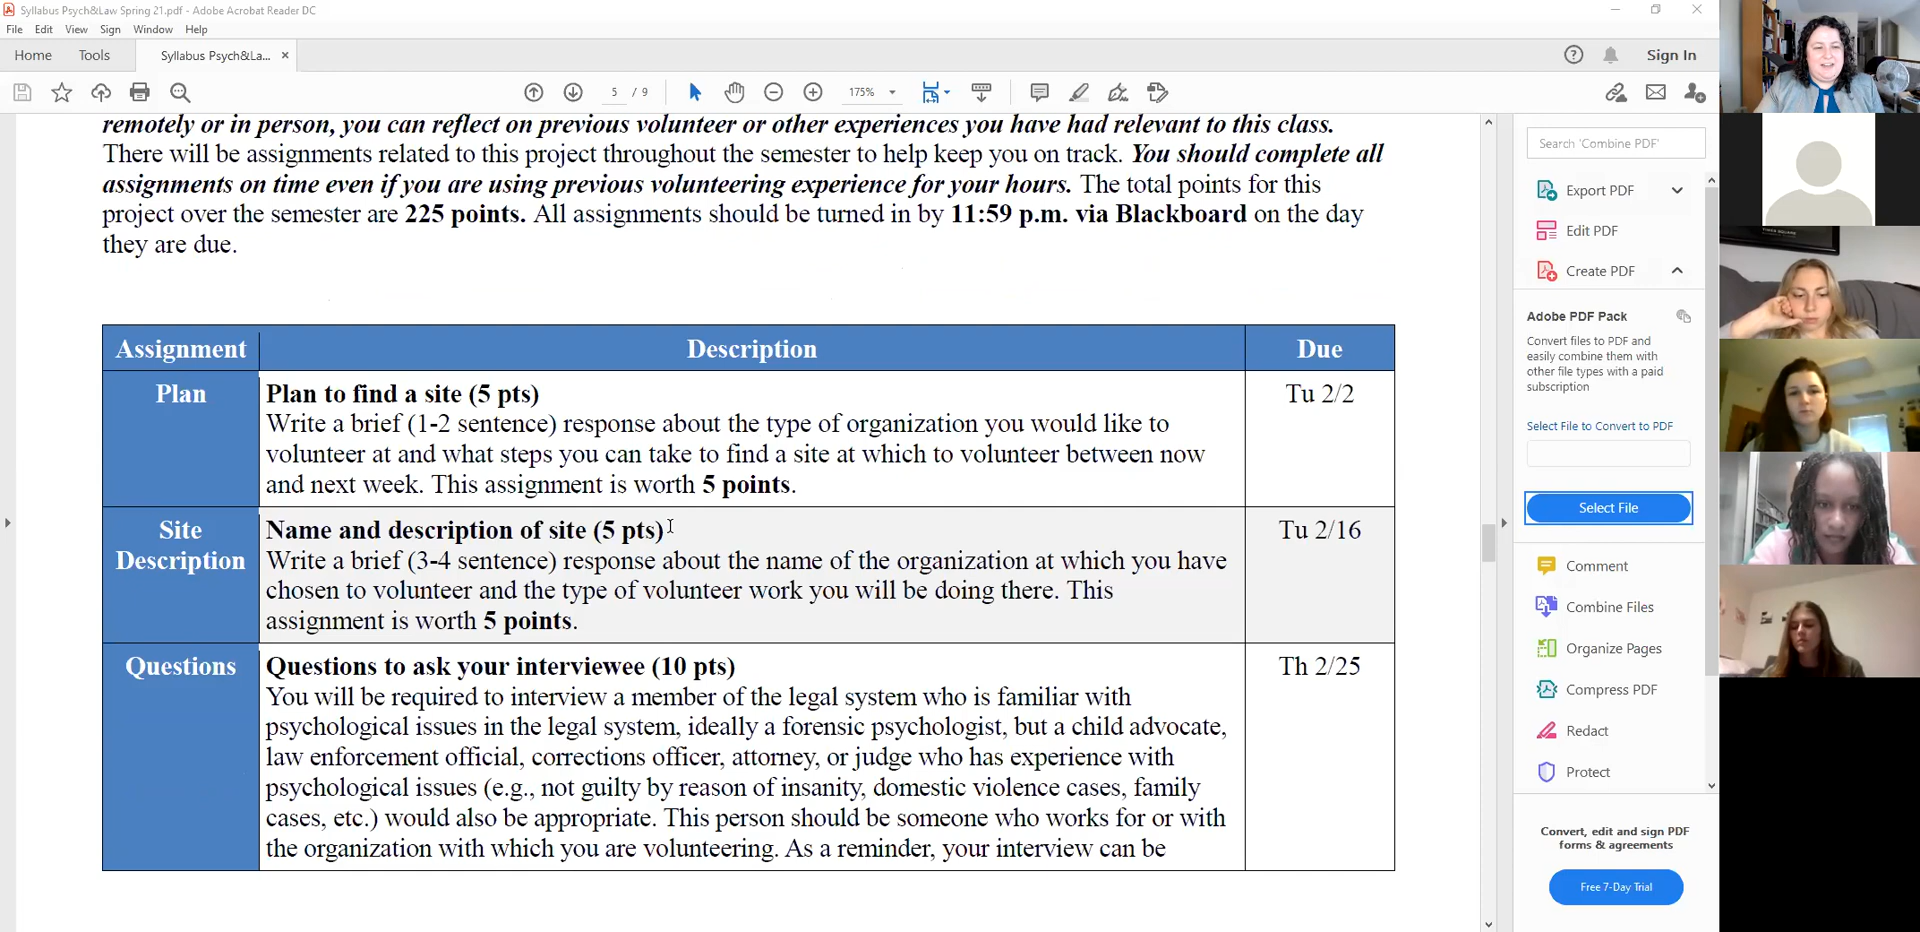 Syllabus Psych&Law Spring 21.pdf - Adobe Acrobat Reader DC
File Edit View Sign Window Help
Home Tools Syllabus Psych&La... × Sign In
5 / 9 175%
remotely or in person, you can reflect on previous volunteer or other experiences you have had relevant to this class.
There will be assignments related to this project throughout the semester to help keep you on track. You should complete all
assignments on time even if you are using previous volunteering experience for your hours. The total points for this
project over the semester are 225 points. All assignments should be turned in by 11:59 p.m. via Blackboard on the day
they are due.
Assignment Description Due
Plan Plan to find a site (5 pts) Tu 2/2
Write a brief (1-2 sentence) response about the type of organization you would like to
volunteer at and what steps you can take to find a site at which to volunteer between now
and next week. This assignment is worth 5 points.
Site Name and description of site (5 pts) Tu 2/16
Description Write a brief (3-4 sentence) response about the name of the organization at which you have
chosen to volunteer and the type of volunteer work you will be doing there. This
assignment is worth 5 points.
Questions Questions to ask your interviewee (10 pts) Th 2/25
You will be required to interview a member of the legal system who is familiar with
psychological issues in the legal system, ideally a forensic psychologist, but a child advocate,
law enforcement official, corrections officer, attorney, or judge who has experience with
psychological issues (e.g., not guilty by reason of insanity, domestic violence cases, family
cases, etc.) would also be appropriate. This person should be someone who works for or with
the organization with which you are volunteering. As a reminder, your interview can be
Search 'Combine PDF'
Export PDF
Edit PDF
Create PDF
Adobe PDF Pack
Convert files to PDF and
easily combine them with
other file types with a paid
subscription
Select File to Convert to PDF
Select File
Comment
Combine Files
Organize Pages
Compress PDF
Redact
Protect
Convert, edit and sign PDF
forms & agreements
Free 7-Day Trial